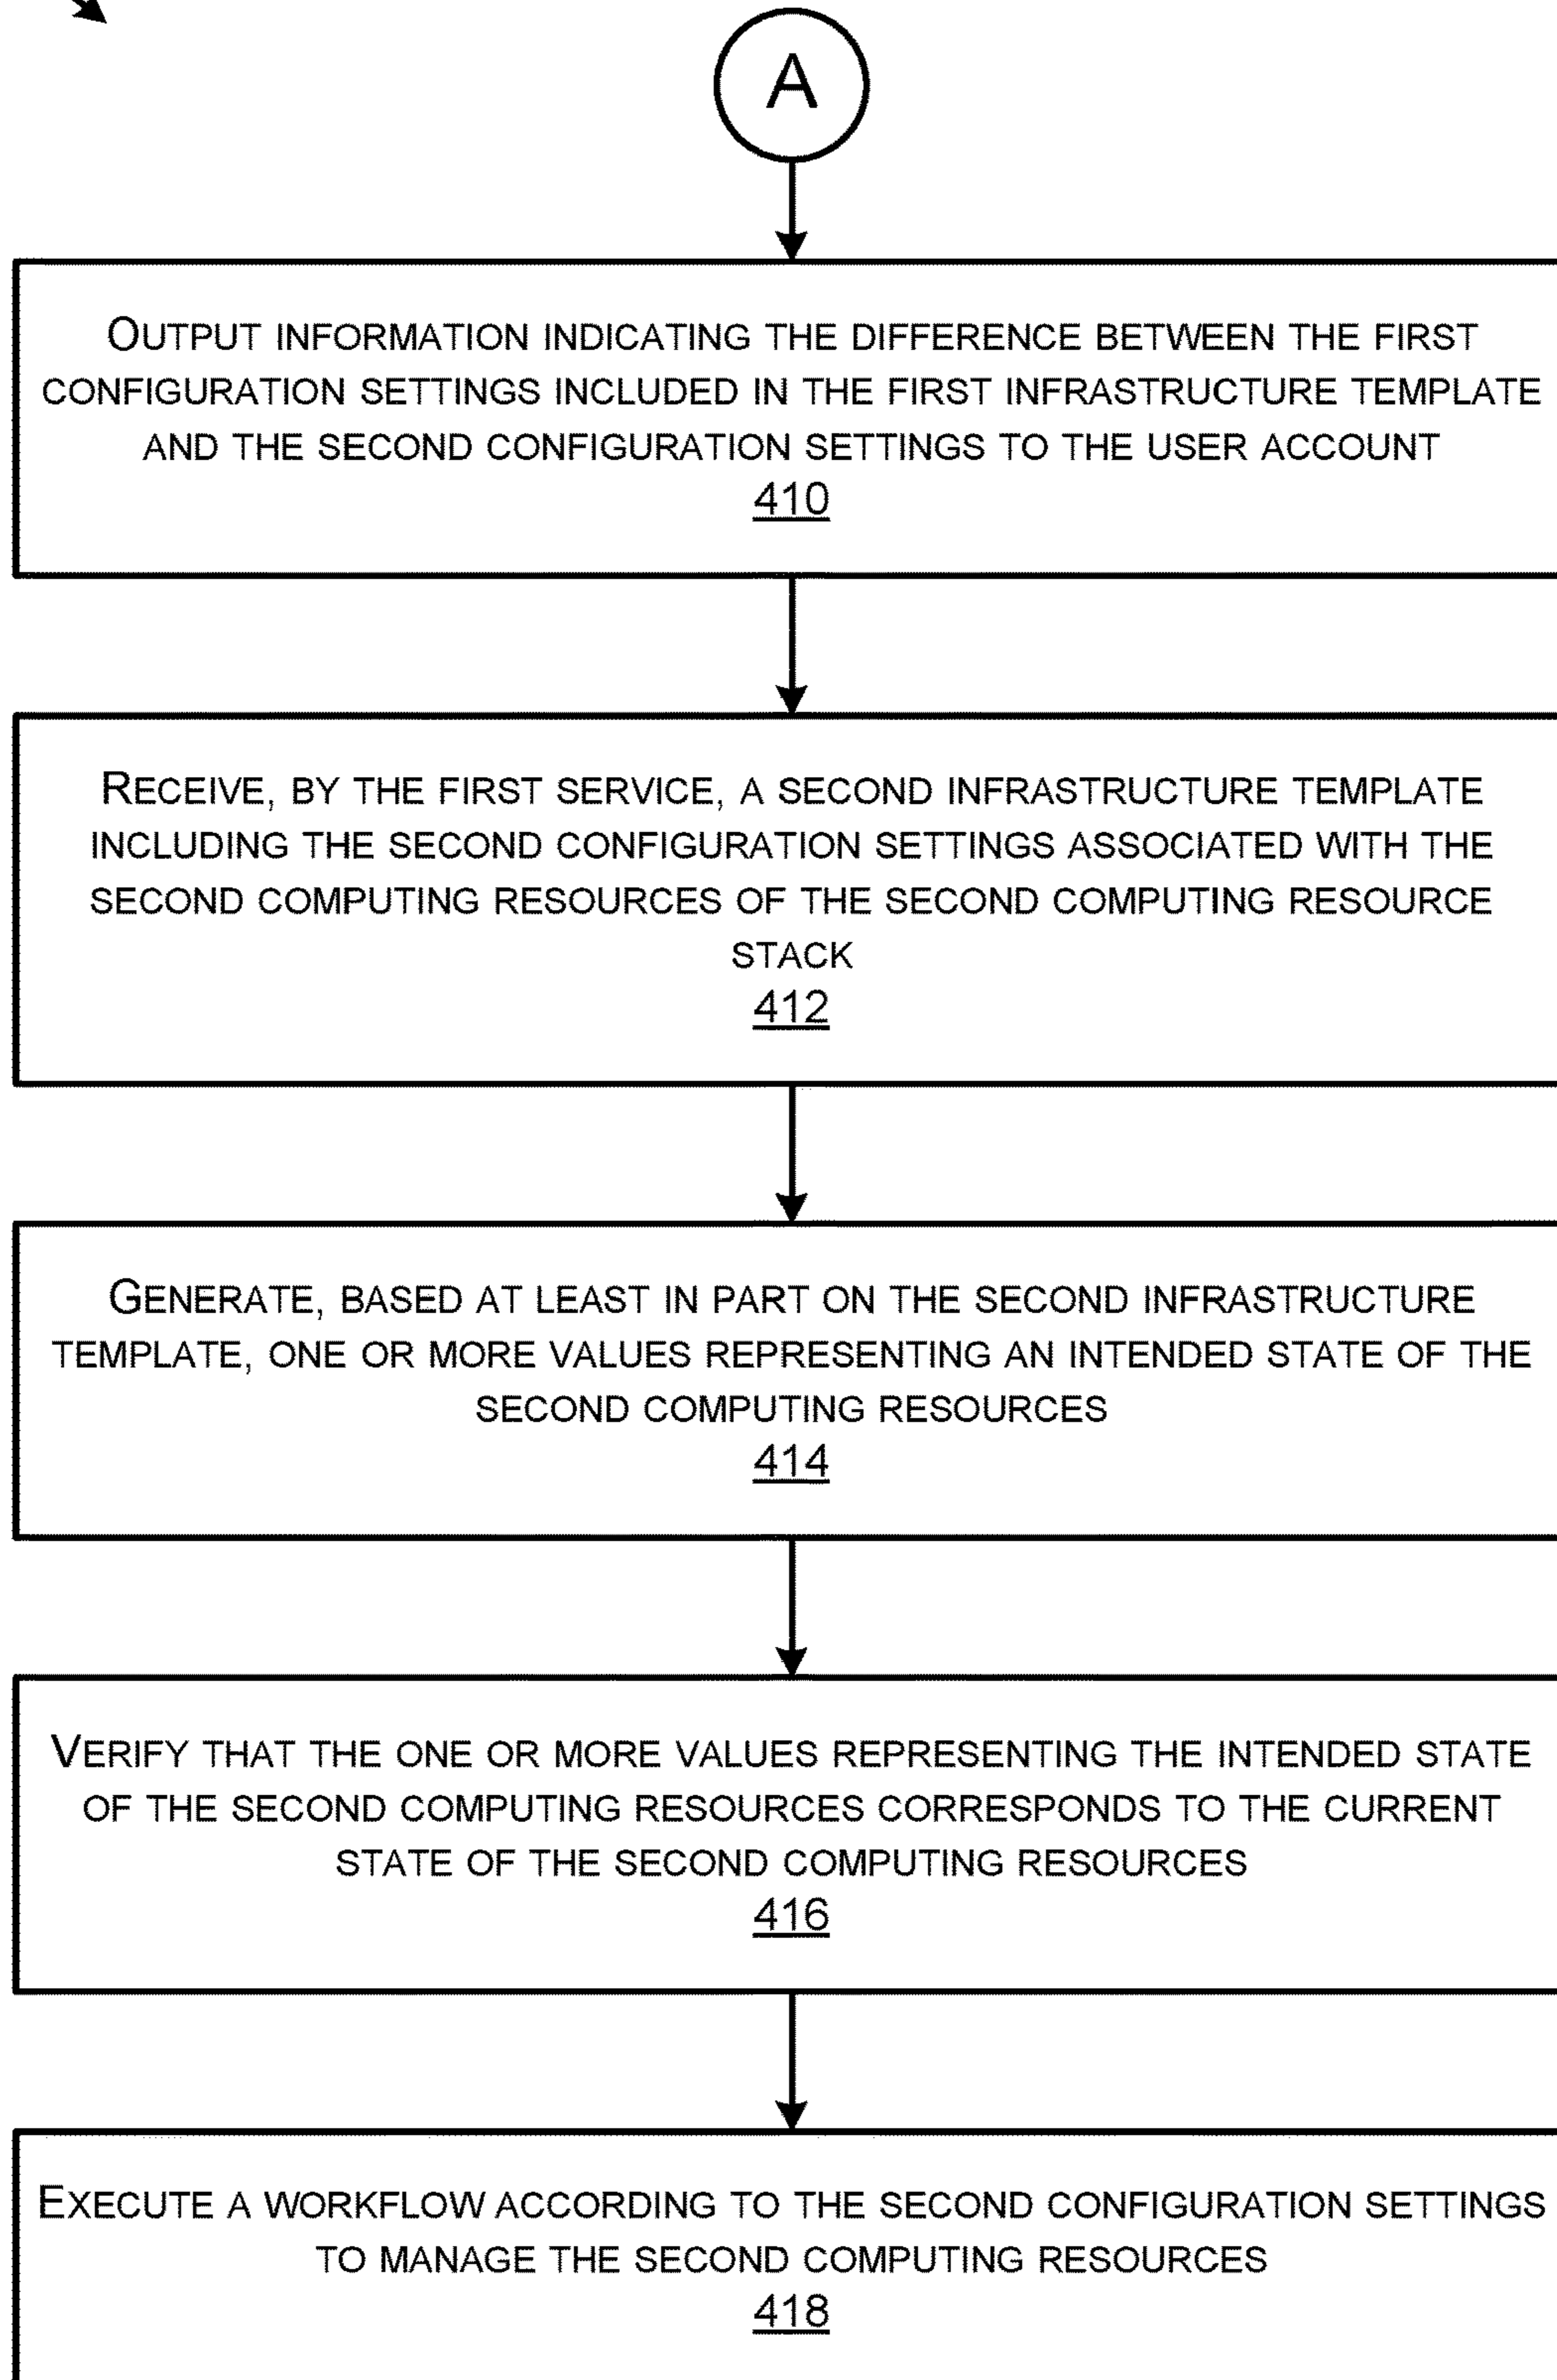 A
OUTPUT INFORMATION INDICATING THE DIFFERENCE BETWEEN THE FIRST
CONFIGURATION SETTINGS INCLUDED IN THE FIRST INFRASTRUCTURE TEMPLATE
AND THE SECOND CONFIGURATION SETTINGS TO THE USER ACCOUNT
410
RECEIVE, BY THE FIRST SERVICE, A SECOND INFRASTRUCTURE TEMPLATE
INCLUDING THE SECOND CONFIGURATION SETTINGS ASSOCIATED WITH THE
SECOND COMPUTING RESOURCES OF THE SECOND COMPUTING RESOURCE
STACK
412
GENERATE, BASED AT LEAST IN PART ON THE SECOND INFRASTRUCTURE
TEMPLATE, ONE OR MORE VALUES REPRESENTING AN INTENDED STATE OF THE
SECOND COMPUTING RESOURCES
414
VERIFY THAT THE ONE OR MORE VALUES REPRESENTING THE INTENDED STATE
OF THE SECOND COMPUTING RESOURCES CORRESPONDS TO THE CURRENT
STATE OF THE SECOND COMPUTING RESOURCES
416
EXECUTE A WORKFLOW ACCORDING TO THE SECOND CONFIGURATION SETTINGS
TO MANAGE THE SECOND COMPUTING RESOURCES
418